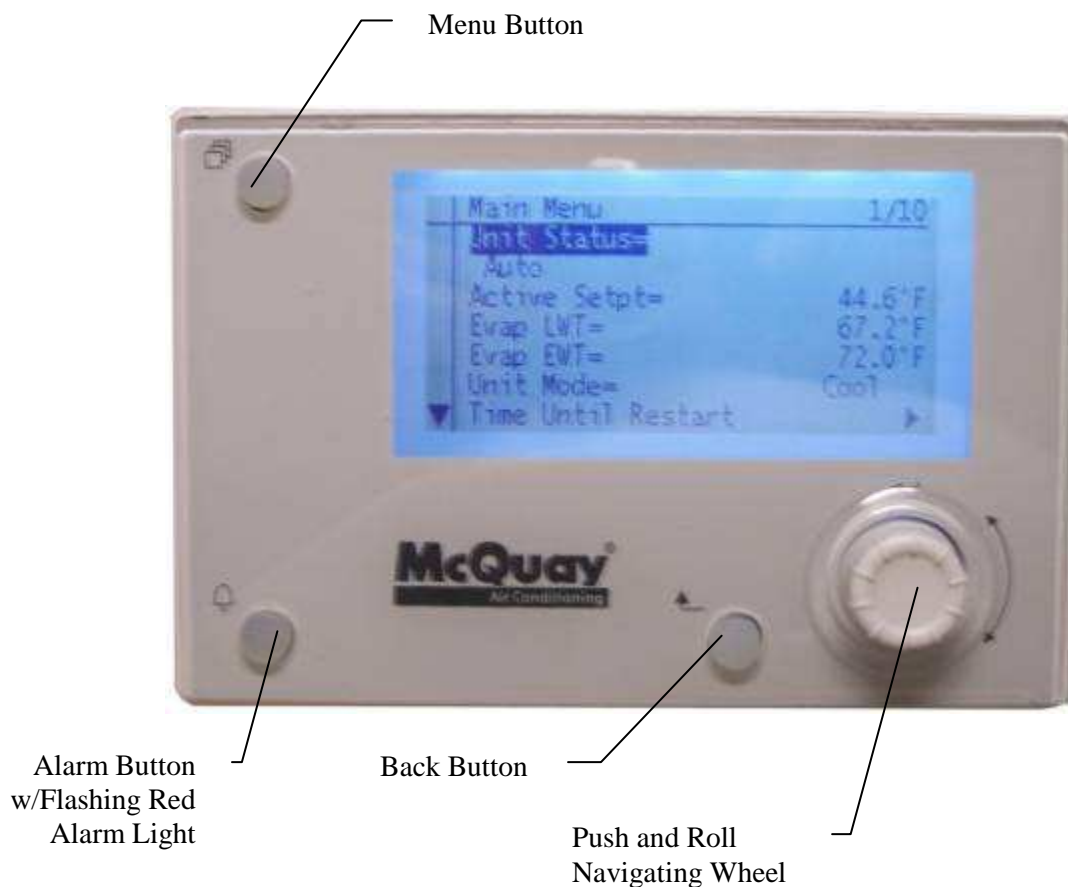 Menu Button
Main Menu 1/10
Unit Status=
Auto
Active Setpt= 44.6°F
Evap LWT= 67.2°F
Evap EWT= 72.0°F
Unit Mode= Cool
Time Until Restart
McQuay®
Air Conditioning
Alarm Button
w/Flashing Red
Alarm Light
Back Button
Push and Roll
Navigating Wheel